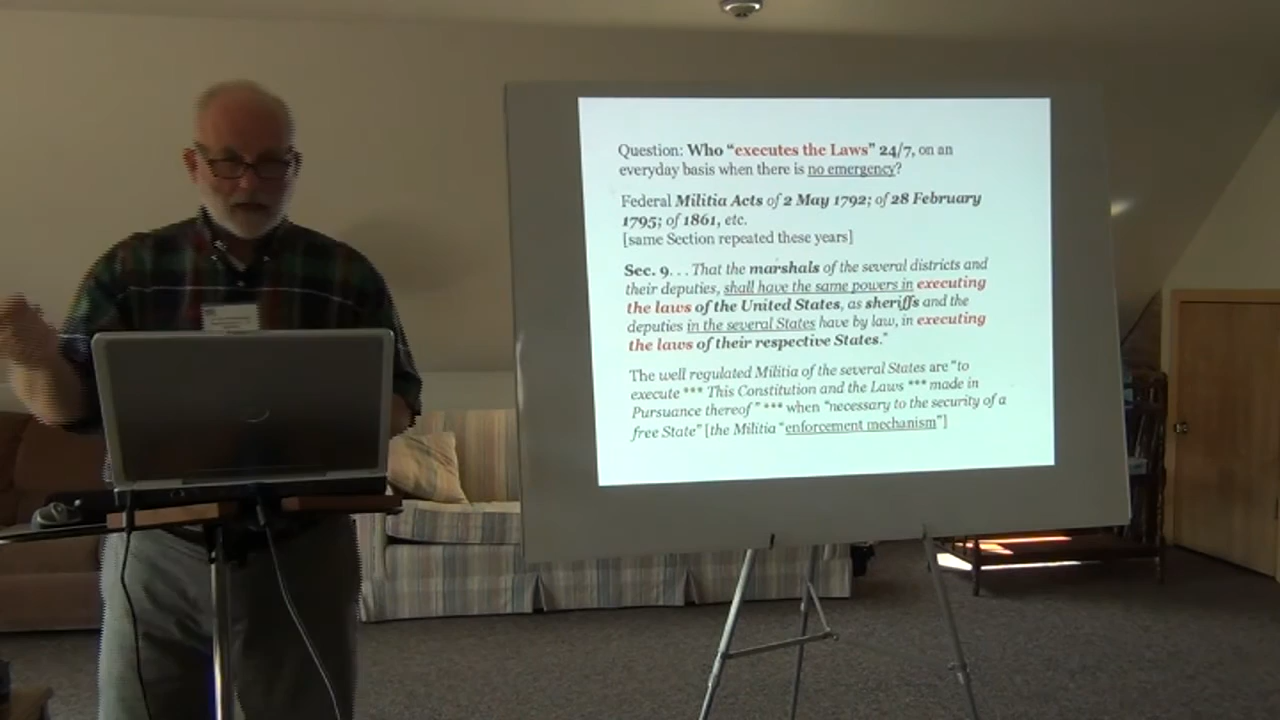 Question: Who “executes the Laws” 24/7, on an
everyday basis when there is no emergency?
Federal Militia Acts of 2 May 1792; of 28 February
1795; of 1861, etc.
[same Section repeated these years]
Sec. 9. . . That the marshals of the several districts and
their deputies, shall have the same powers in executing
the laws of the United States, as sheriffs and the
deputies in the several States have by law, in executing
the laws of their respective States."
The well regulated Militia of the several States are “to
execute *** This Constitution and the Laws *** made in
Pursuance thereof” *** when “necessary to the security of a
free State” [the Militia “enforcement mechanism”]